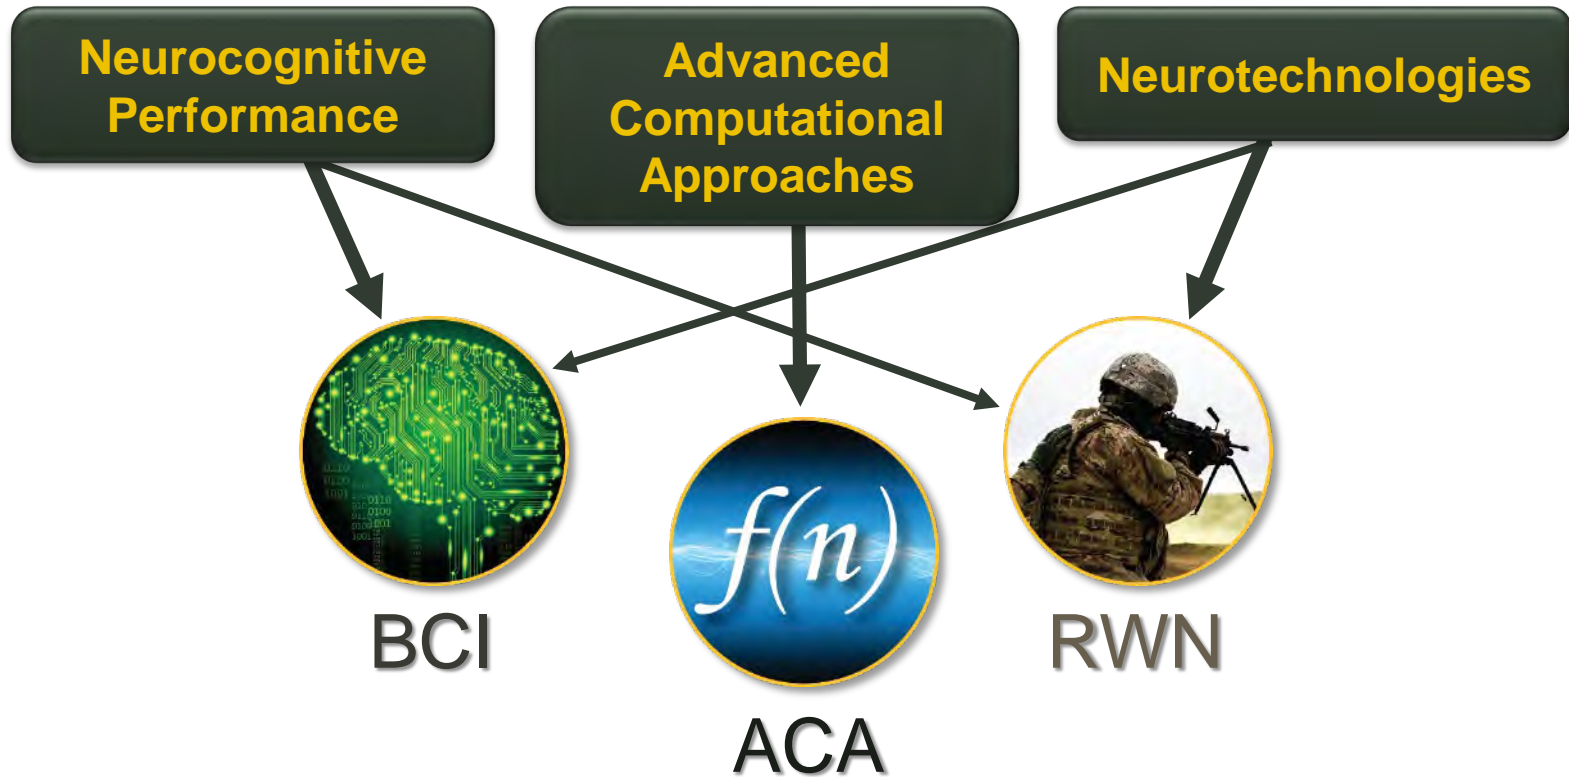 Neurocognitive
Performance
Advanced
Computational
Approaches
Neurotechnologies
f(n)
BCI
RWN
ACA